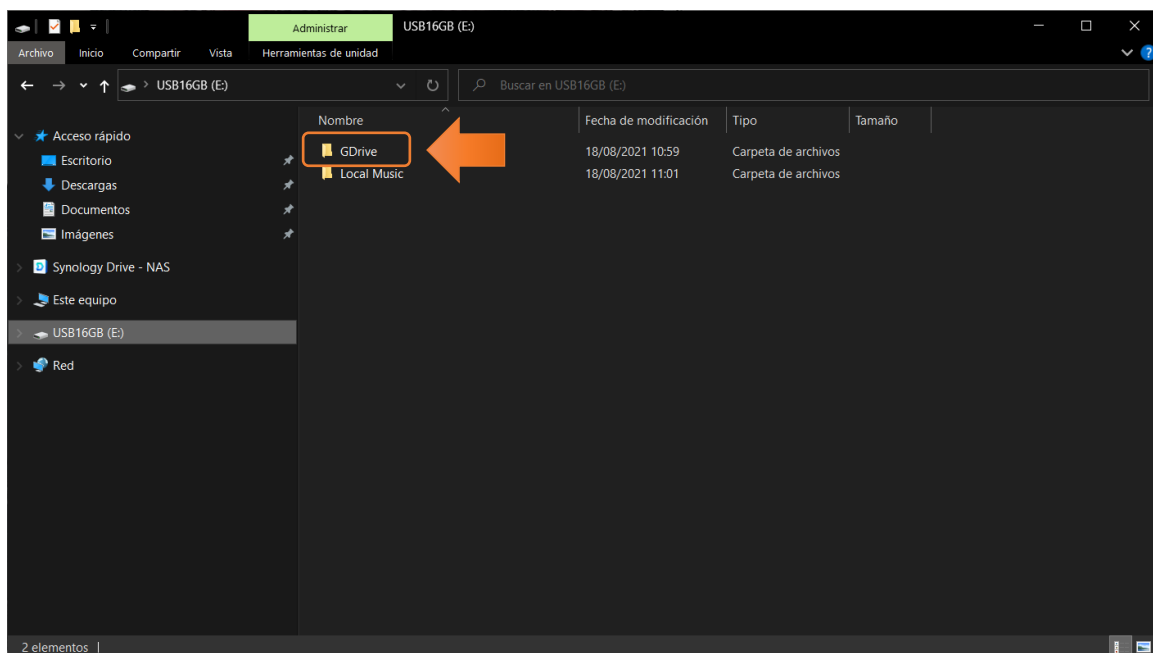 Administrar USB16GB (E:)
Archivo Inicio Compartir Vista Herramientas de unidad ?
USB16GB (E:) Buscar en USB16GB (E:)
Nombre Fecha de modificación Tipo Tamaño
Acceso rápido
GDrive 18/08/2021 10:59 Carpeta de archivos
Escritorio
Local Music 18/08/2021 11:01 Carpeta de archivos
Descargas
Documentos
Imágenes
Synology Drive - NAS
Este equipo
USB16GB (E:)
Red
2 elementos